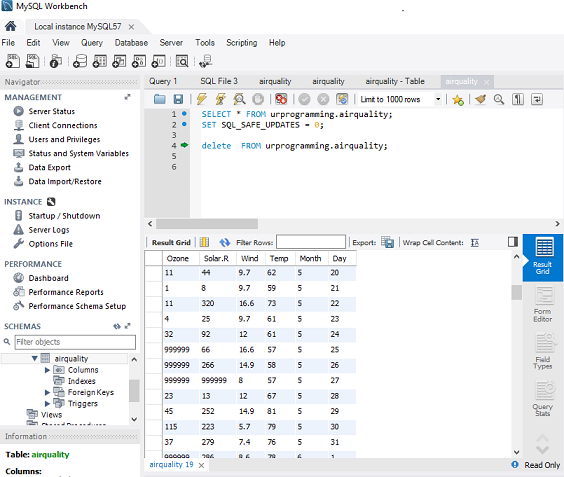 MySQL Workbench
Local instance MySQL57
File Edit View Query Database Server Tools Scripting Help
Navigator
MANAGEMENT
Server Status
Client Connections
Users and Privileges
Status and System Variables
Data Export
Data Import/Restore
INSTANCE
Startup / Shutdown
Server Logs
Options File
PERFORMANCE
Dashboard
Performance Reports
Performance Schema Setup
SCHEMAS
Filter objects
airquality
Columns
Indexes
Foreign Keys
Triggers
Views
Stored Procedures
Information
Table: airquality
Columns:
Query 1 SQL File 3 airquality airquality airquality - Table airquality
Limit to 1000 rows
1 SELECT * FROM urprogramming.airquality;
2 SET SQL_SAFE_UPDATES = 0;
4 delete  FROM urprogramming.airquality;
5
6
Result Grid Filter Rows: Export: Wrap Cell Content:
Ozone Solar.R Wind Temp Month Day
11 44 9.7 62 5 20
1 8 9.7 59 5 21
11 320 16.6 73 5 22
4 25 9.7 61 5 23
32 92 12 61 5 24
999999 66 16.6 57 5 25
999999 266 14.9 58 5 26
999999 999999 8 57 5 27
23 13 12 67 5 28
45 252 14.9 81 5 29
115 223 5.7 79 5 30
37 279 7.4 76 5 31
999999 286 8.6 78 6 1
Result
Grid
Form
Editor
Field
Types
Query
Stats
airquality 19
Read Only